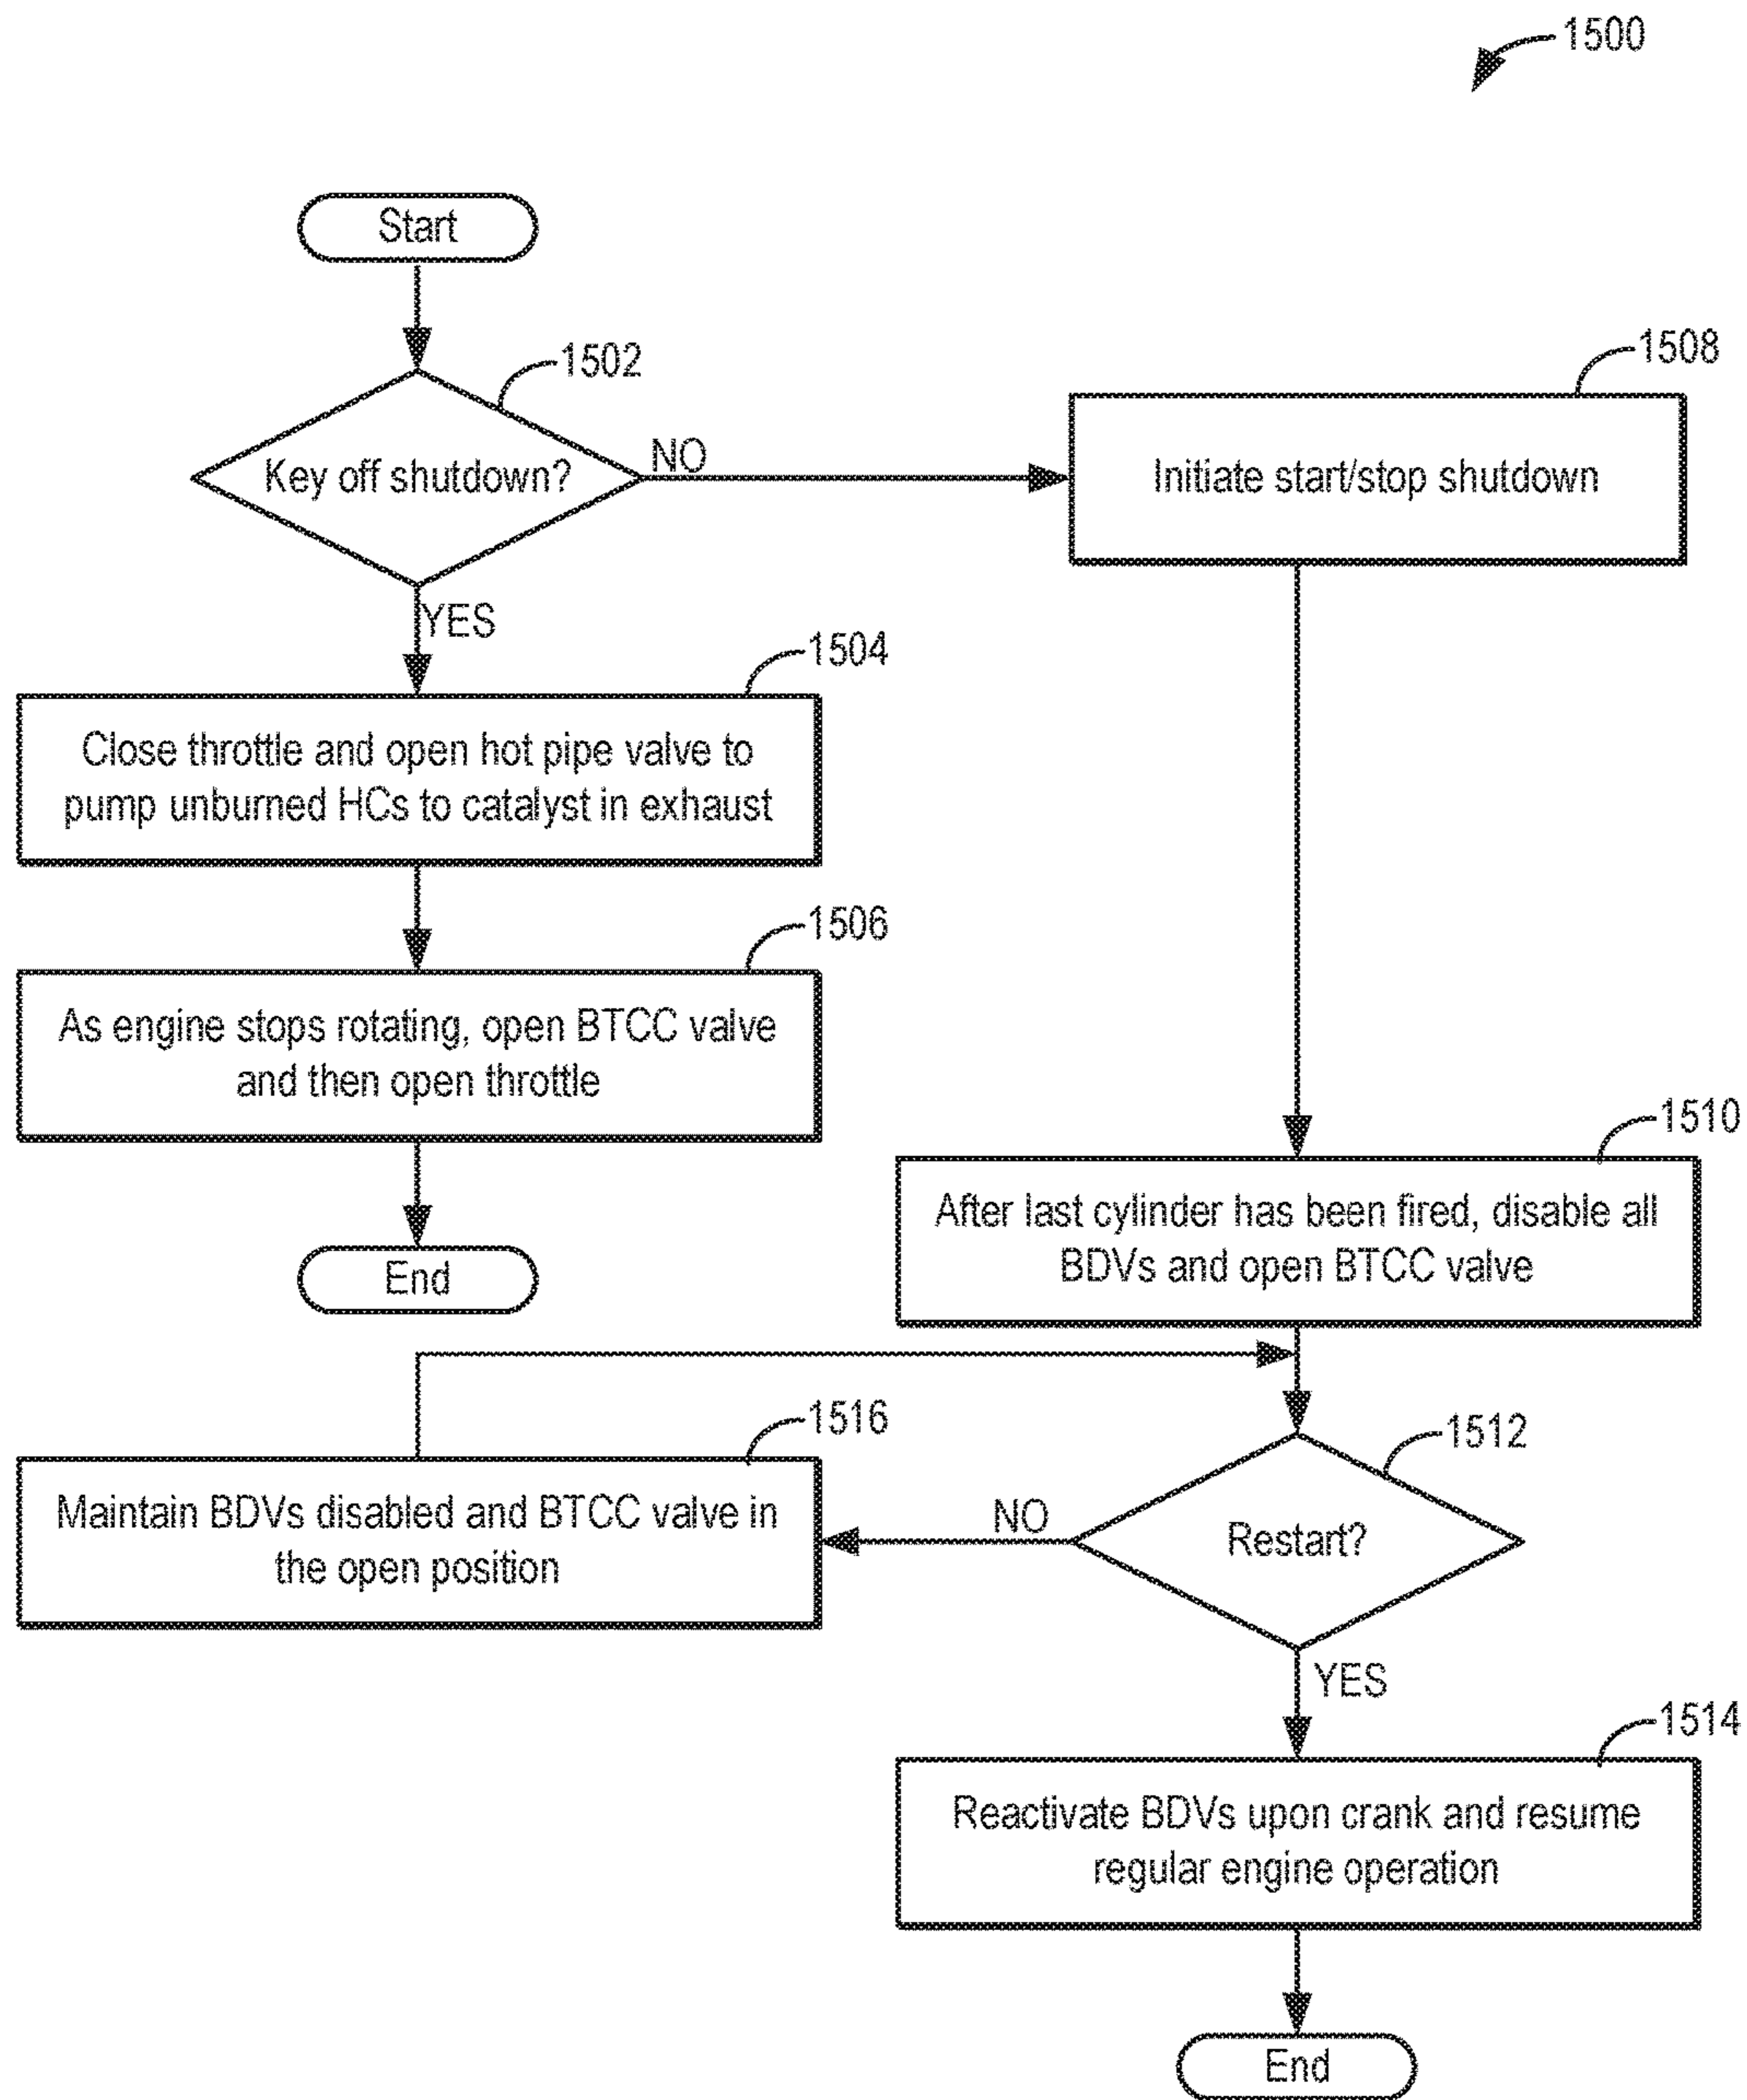 1500
Start
1502
Key off shutdown?
NO
YES
1508
Initiate start/stop shutdown
1504
Close throttle and open hot pipe valve to
pump unburned HCs to catalyst in exhaust
1506
As engine stops rotating, open BTCC valve
and then open throttle
End
1510
After last cylinder has been fired, disable all
BDVs and open BTCC valve
1516
Maintain BDVs disabled and BTCC valve in
the open position
1512
Restart?
NO
YES
1514
Reactivate BDVs upon crank and resume
regular engine operation
End